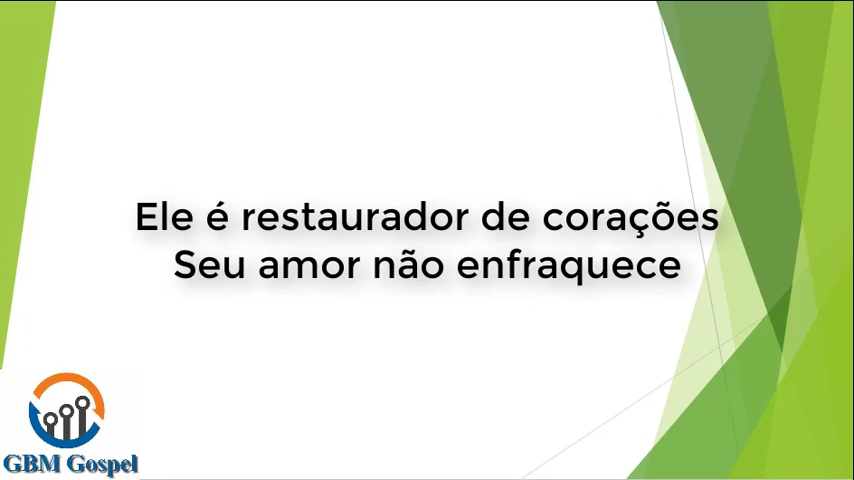 Ele é restaurador de corações
Seu amor não enfraquece
GBM Gospel